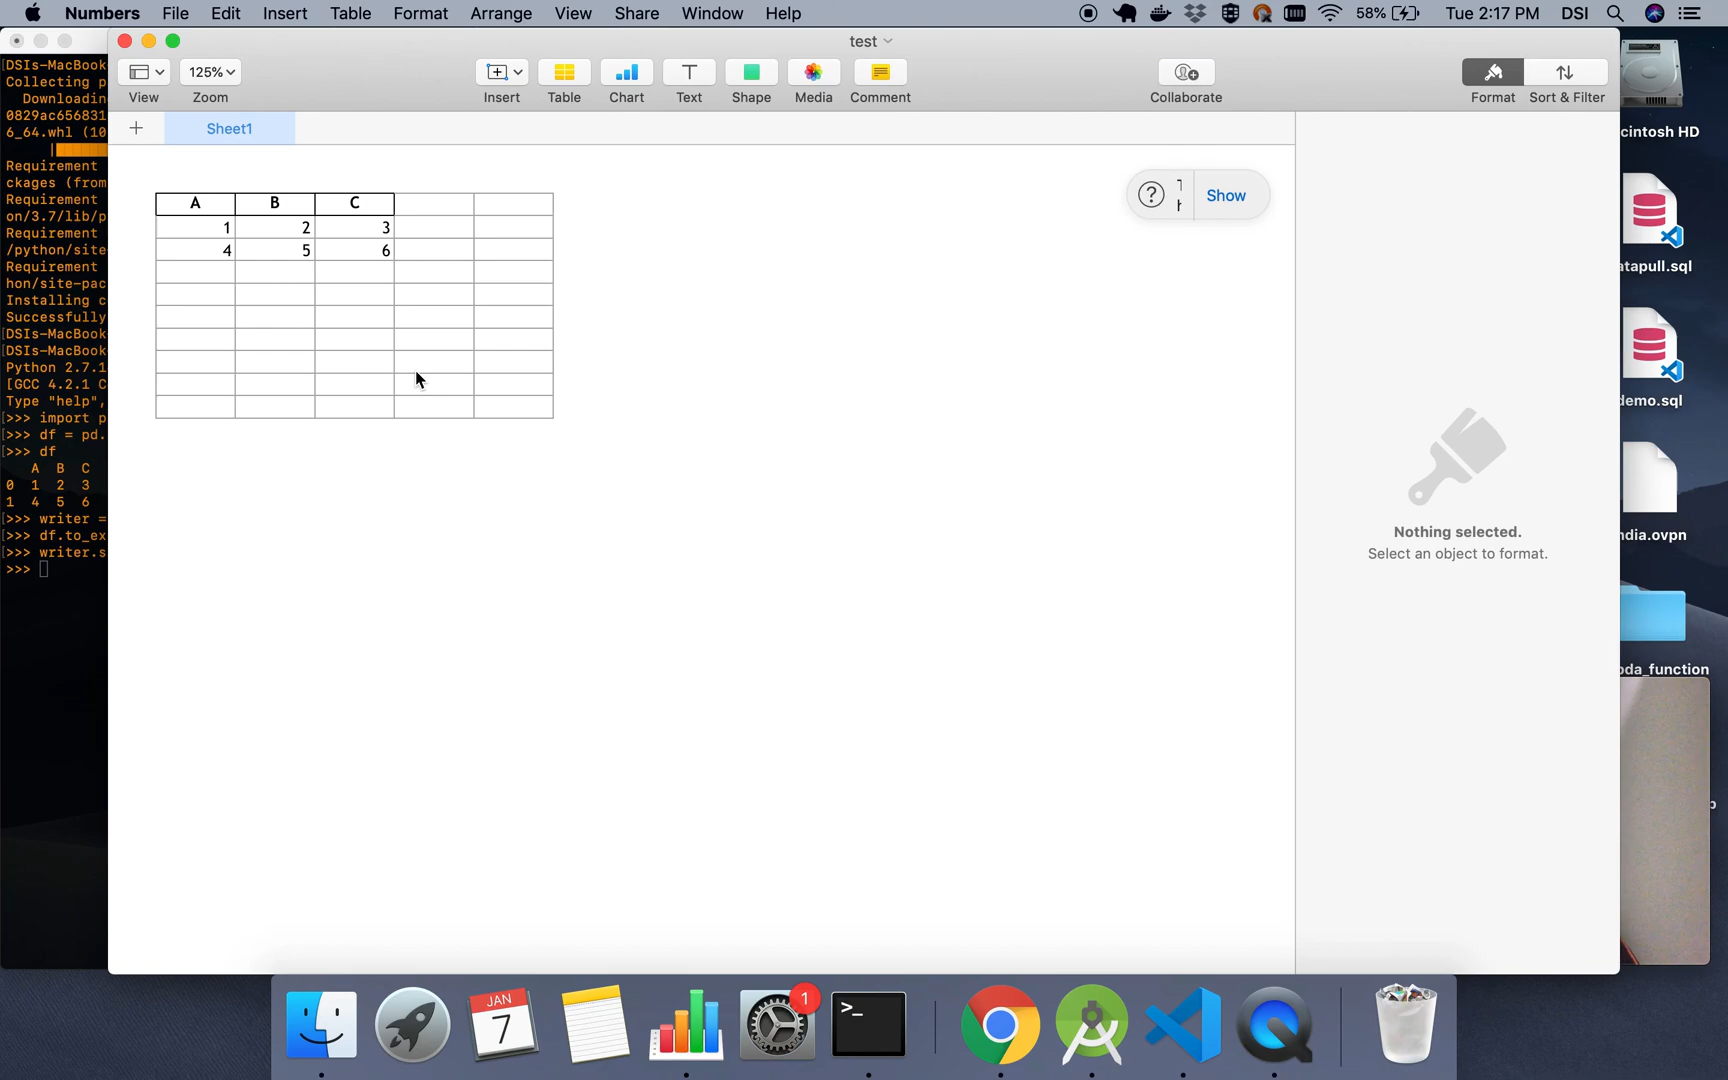 Numbers File Edit Insert Table Format Arrange View Share Window Help 58% Tue 2:17 PM DSI
test
125%
View Zoom Insert Table Chart Text Shape Media Comment Collaborate Format Sort & Filter
Sheet1
A B C
1 2 3
4 5 6
Show
Nothing selected.
Select an object to format.
[DSIs-MacBook
Collecting p
Downloadin
0829ac656831
6_64.whl (10
Requirement
ckages (from
Requirement
on/3.7/lib/p
Requirement
/python/site
Requirement
hon/site-pac
Installing c
Successfully
[DSIs-MacBook
[DSIs-MacBook
Python 2.7.1
[GCC 4.2.1 C
Type "help",
[>>> import p
[>>> df = pd.
[>>> df
A B C
0 1 2 3
1 4 5 6
[>>> writer =
[>>> df.to_ex
[>>> writer.s
>>>
cintosh HD
atapull.sql
demo.sql
ndia.ovpn
oda_function
JAN
7
1
>_